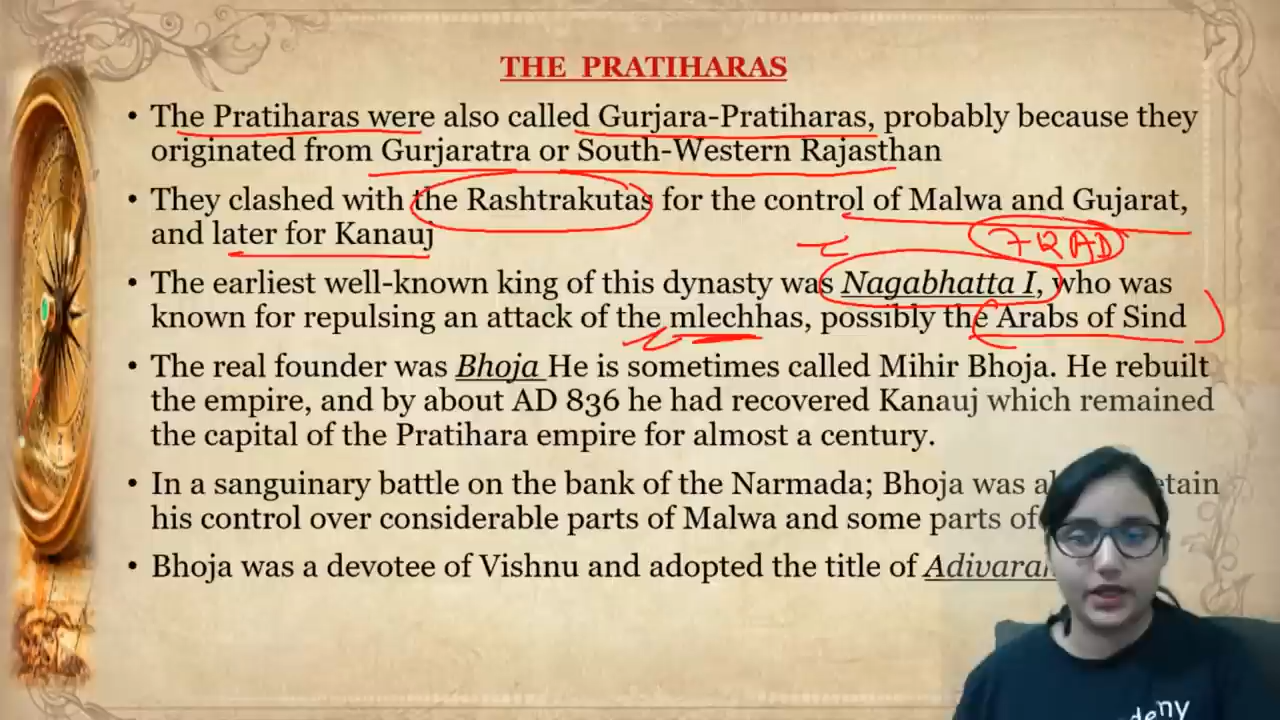 THE PRATIHARAS
• The Pratiharas were also called Gurjara-Pratiharas, probably because they
originated from Gurjaratra or South-Western Rajasthan
• They clashed with the Rashtrakutas for the control of Malwa and Gujarat,
and later for Kanauj
712 AD
• The earliest well-known king of this dynasty was Nagabhatta I, who was
known for repulsing an attack of the mlechhas, possibly the Arabs of Sind
• The real founder was Bhoja He is sometimes called Mihir Bhoja. He rebuilt
the empire, and by about AD 836 he had recovered Kanauj which remained
the capital of the Pratihara empire for almost a century.
• In a sanguinary battle on the bank of the Narmada; Bhoja was
his control over considerable parts of Malwa and some parts of
• Bhoja was a devotee of Vishnu and adopted the title of